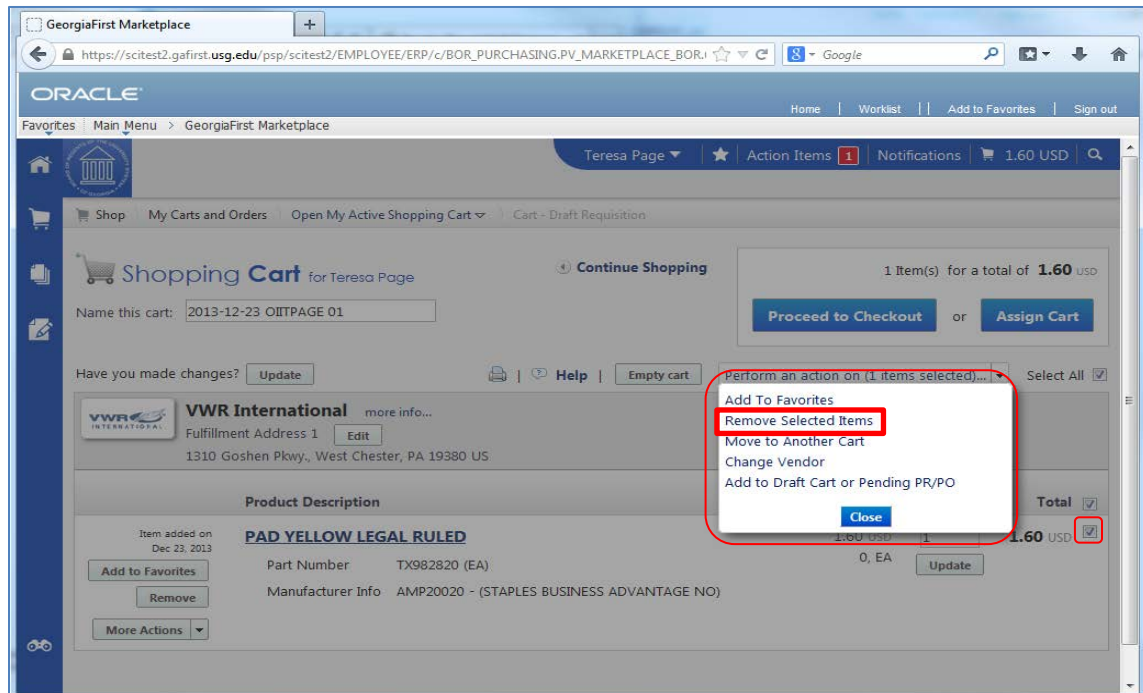 GeorgiaFirst Marketplace
https://scitest2.gafirst.usg.edu/psp/scitest2/EMPLOYEE/ERP/c/BOR_PURCHASING.PV_MARKETPLACE_BOR.
Google
ORACLE
Home | Worklist | | Add to Favorites | Sign out
Favorites Main Menu > GeorgiaFirst Marketplace
Teresa Page Action Items 1 Notifications 1.60 USD
Shop My Carts and Orders Open My Active Shopping Cart Cart - Draft Requisition
Shopping Cart for Teresa Page
Continue Shopping
1 Item(s) for a total of 1.60 USD
Name this cart: 2013-12-23 OIITPAGE 01
Proceed to Checkout or Assign Cart
Have you made changes? Update | Help | Empty cart Perform an action on (1 items selected)... Select All
Add To Favorites
Remove Selected Items
Move to Another Cart
Change Vendor
Add to Draft Cart or Pending PR/PO
Close
VWR INTERNATIONAL
VWR International more info...
Fulfillment Address 1 Edit
1310 Goshen Pkwy., West Chester, PA 19380 US
Product Description Total
Item added on
Dec 23, 2013
PAD YELLOW LEGAL RULED 1.60 USD 1 1.60 USD
Add to Favorites
Part Number TX982820 (EA) 0, EA Update
Remove
Manufacturer Info AMP20020 - (STAPLES BUSINESS ADVANTAGE NO)
More Actions